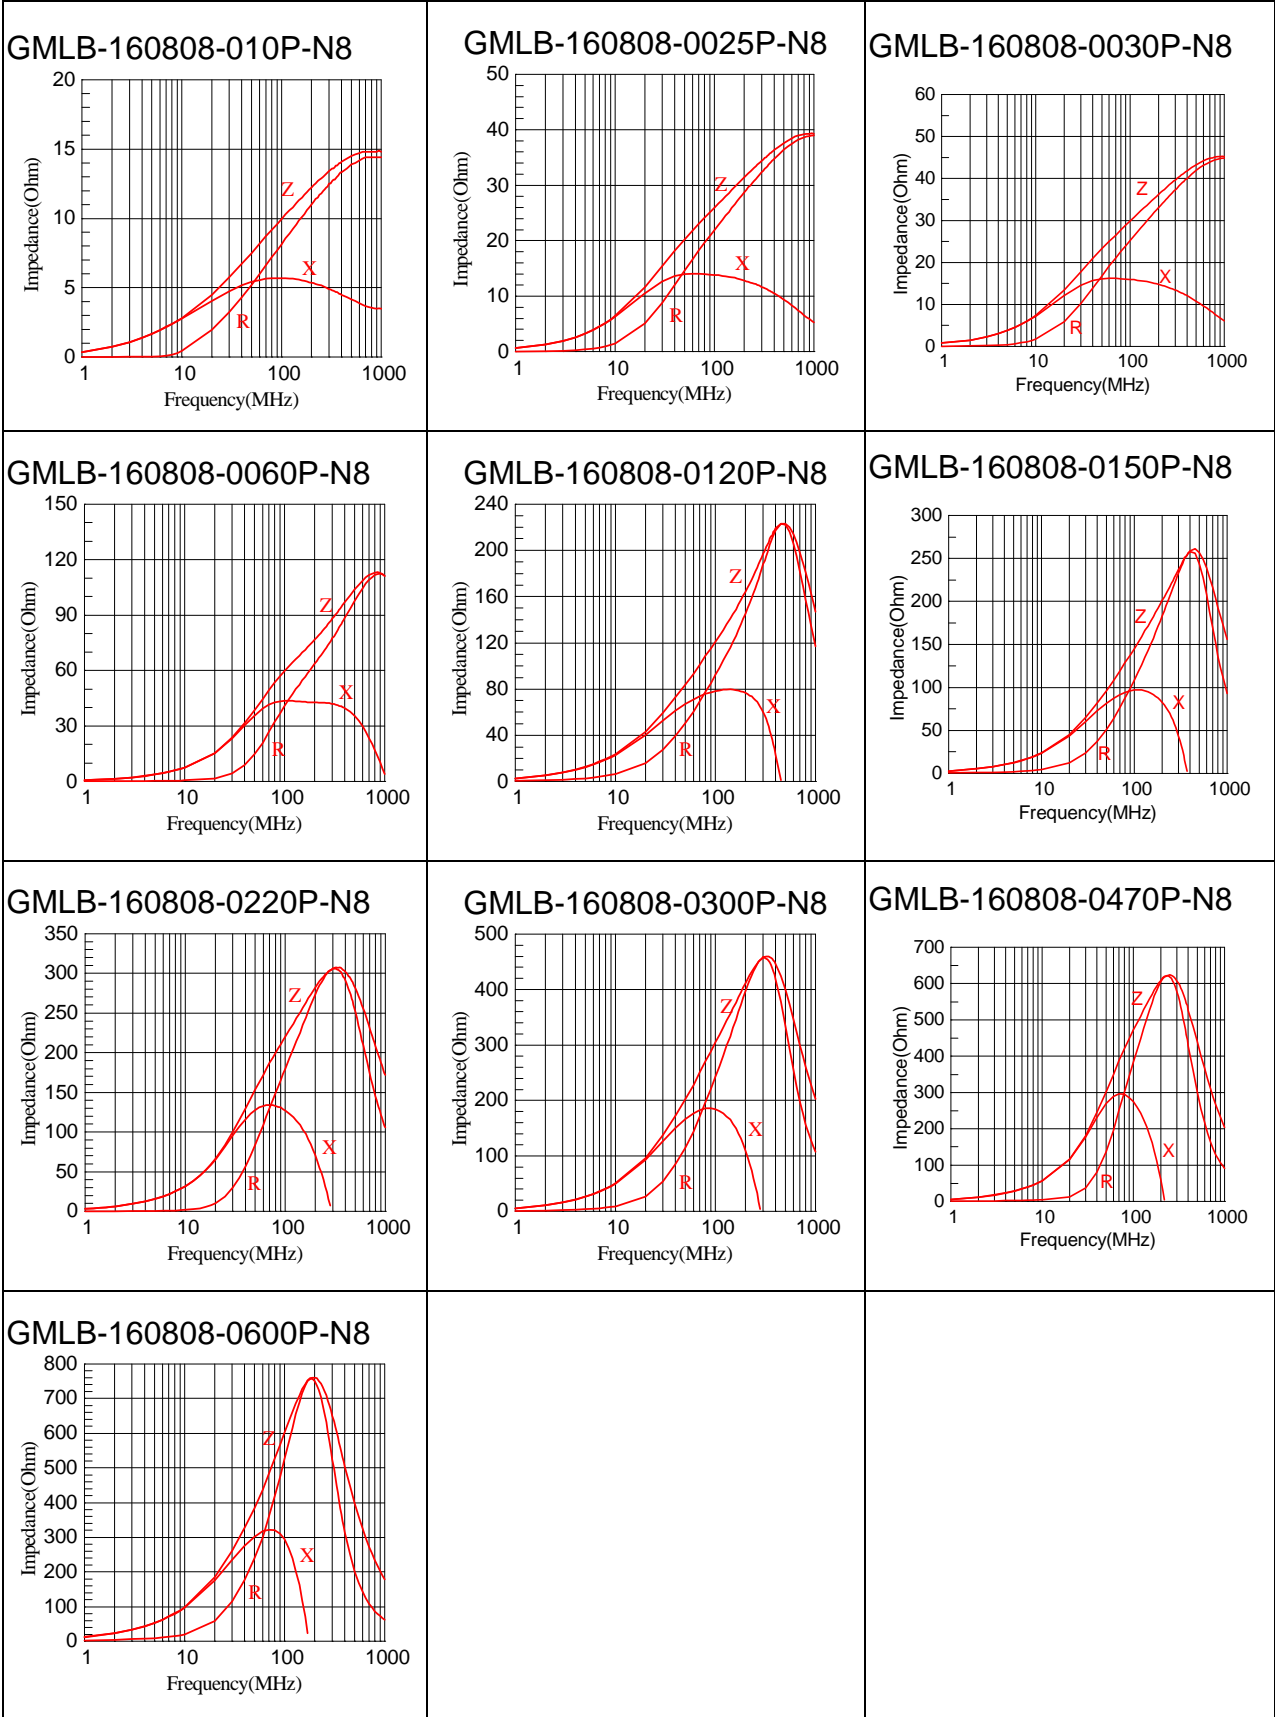 GMLB-160808-010P-N8
20
15
10
5
0
Impedance(Ohm)
Z
X
R
1 10 100 1000
Frequency(MHz)
GMLB-160808-0025P-N8
50
40
30
20
10
0
Impedance(Ohm)
Z
X
R
1 10 100 1000
Frequency(MHz)
GMLB-160808-0030P-N8
60
50
40
30
20
10
0
Impedance(Ohm)
Z
X
R
1 10 100 1000
Frequency(MHz)
GMLB-160808-0060P-N8
150
120
90
60
30
0
Impedance(Ohm)
Z
X
R
1 10 100 1000
Frequency(MHz)
GMLB-160808-0120P-N8
240
200
160
120
80
40
0
Impedance(Ohm)
Z
X
R
1 10 100 1000
Frequency(MHz)
GMLB-160808-0150P-N8
300
250
200
150
100
50
0
Impedance(Ohm)
Z
X
R
1 10 100 1000
Frequency(MHz)
GMLB-160808-0220P-N8
350
300
250
200
150
100
50
0
Impedance(Ohm)
Z
X
R
1 10 100 1000
Frequency(MHz)
GMLB-160808-0300P-N8
500
400
300
200
100
0
Impedance(Ohm)
Z
X
R
1 10 100 1000
Frequency(MHz)
GMLB-160808-0470P-N8
700
600
500
400
300
200
100
0
Impedance(Ohm)
Z
X
R
1 10 100 1000
Frequency(MHz)
GMLB-160808-0600P-N8
800
700
600
500
400
300
200
100
0
Impedance(Ohm)
Z
X
R
1 10 100 1000
Frequency(MHz)